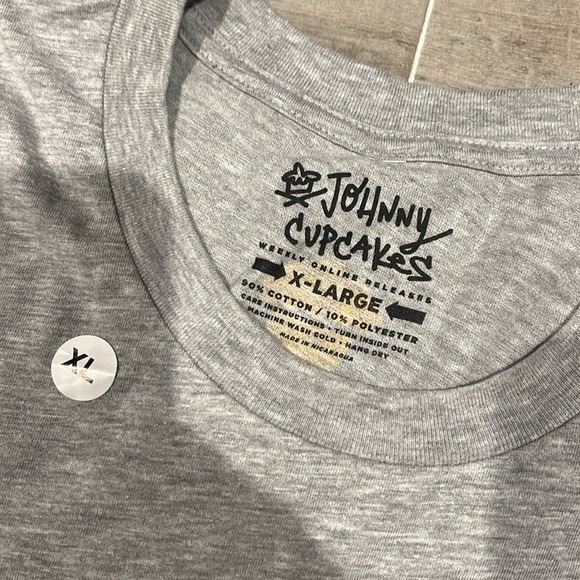 JOHNNY
CUPCAKES
WEEKLY ONLINE RELEASES
X-LARGE
90% COTTON / 10% POLYESTER
CARE INSTRUCTIONS • TURN INSIDE OUT
MACHINE WASH COLD • HANG DRY
MADE IN NICARAGUA
XL